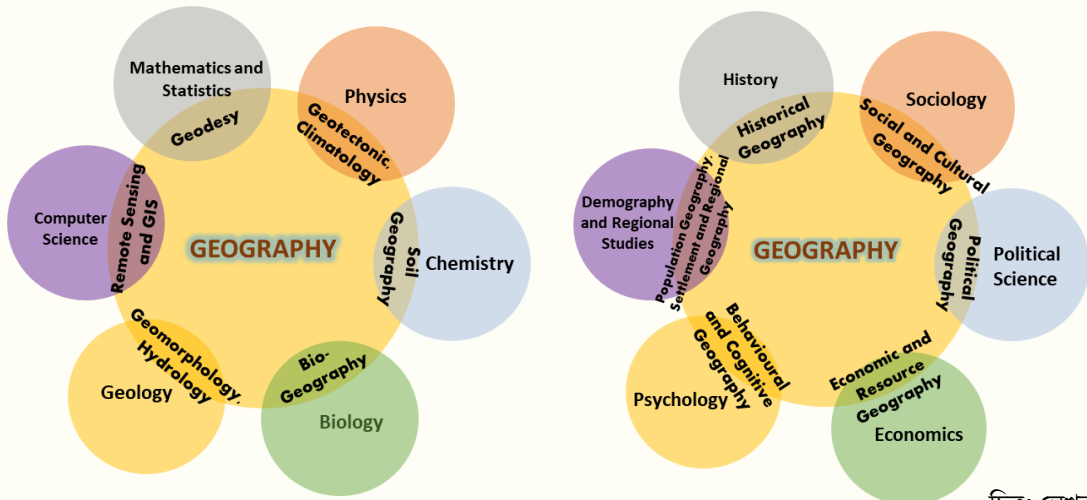 Mathematics and
Statistics
Geodesy
Physics
Geotectonic,
Climatology
Computer
Science
Remote Sensing
and GIS
GEOGRAPHY
Soil
Geography
Chemistry
Geomorphology,
Hydrology
Geology
Bio-
Geography
Biology
History
Historical
Geography
Sociology
Social and Cultural
Geography
Demography
and Regional
Studies
Population Geography,
Settlement and Regional
Geography
GEOGRAPHY
Political
Geography
Political
Science
Behavioural
and Cognitive
Geography
Psychology
Economic and
Resource
Geography
Economics